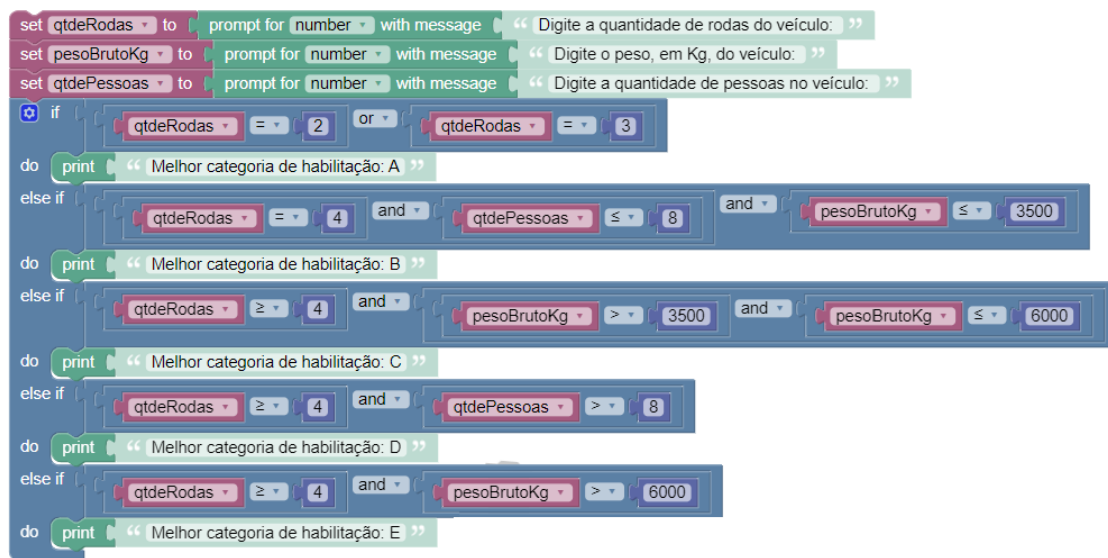 set qtdeRodas to prompt for number with message “ Digite a quantidade de rodas do veículo: ”
set pesoBrutoKg to prompt for number with message “ Digite o peso, em Kg, do veículo: ”
set qtdePessoas to prompt for number with message “ Digite a quantidade de pessoas no veículo: ”
if qtdeRodas = 2 or qtdeRodas = 3
do print “ Melhor categoria de habilitação: A ”
else if qtdeRodas = 4 and qtdePessoas ≤ 8 and pesoBrutoKg ≤ 3500
do print “ Melhor categoria de habilitação: B ”
else if qtdeRodas ≥ 4 and pesoBrutoKg > 3500 and pesoBrutoKg ≤ 6000
do print “ Melhor categoria de habilitação: C ”
else if qtdeRodas ≥ 4 and qtdePessoas > 8
do print “ Melhor categoria de habilitação: D ”
else if qtdeRodas ≥ 4 and pesoBrutoKg > 6000
do print “ Melhor categoria de habilitação: E ”